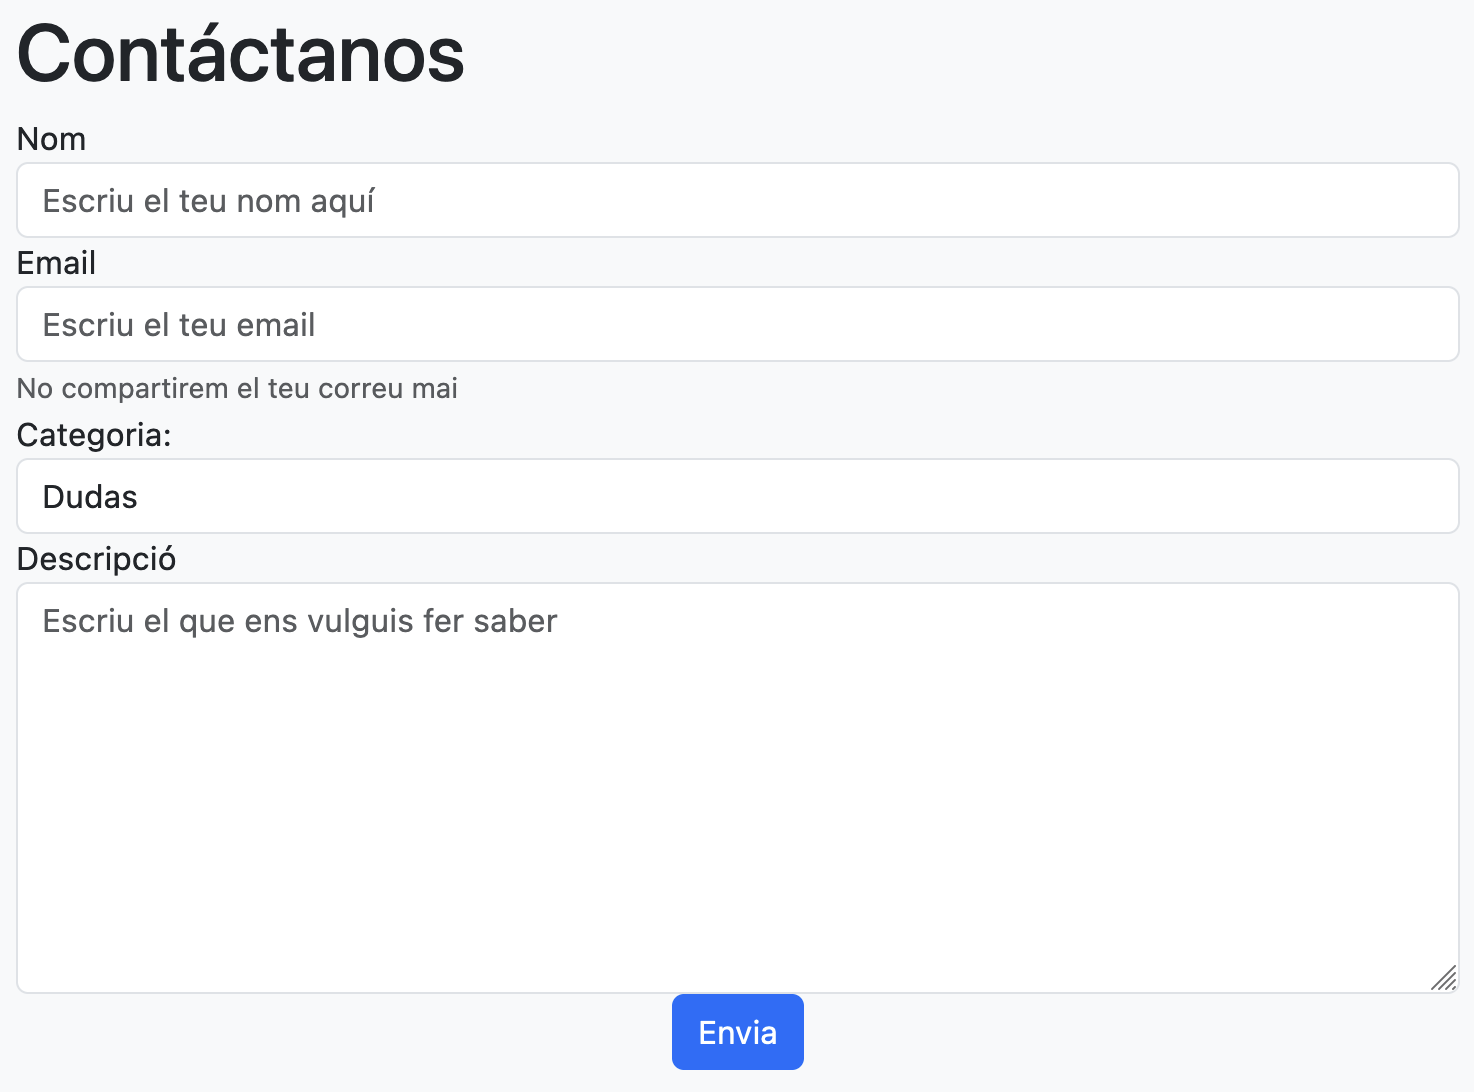 Contáctanos
Nom
Escriu el teu nom aquí
Email
Escriu el teu email
No compartirem el teu correu mai
Categoria:
Dudas
Descripció
Escriu el que ens vulguis fer saber
Envia